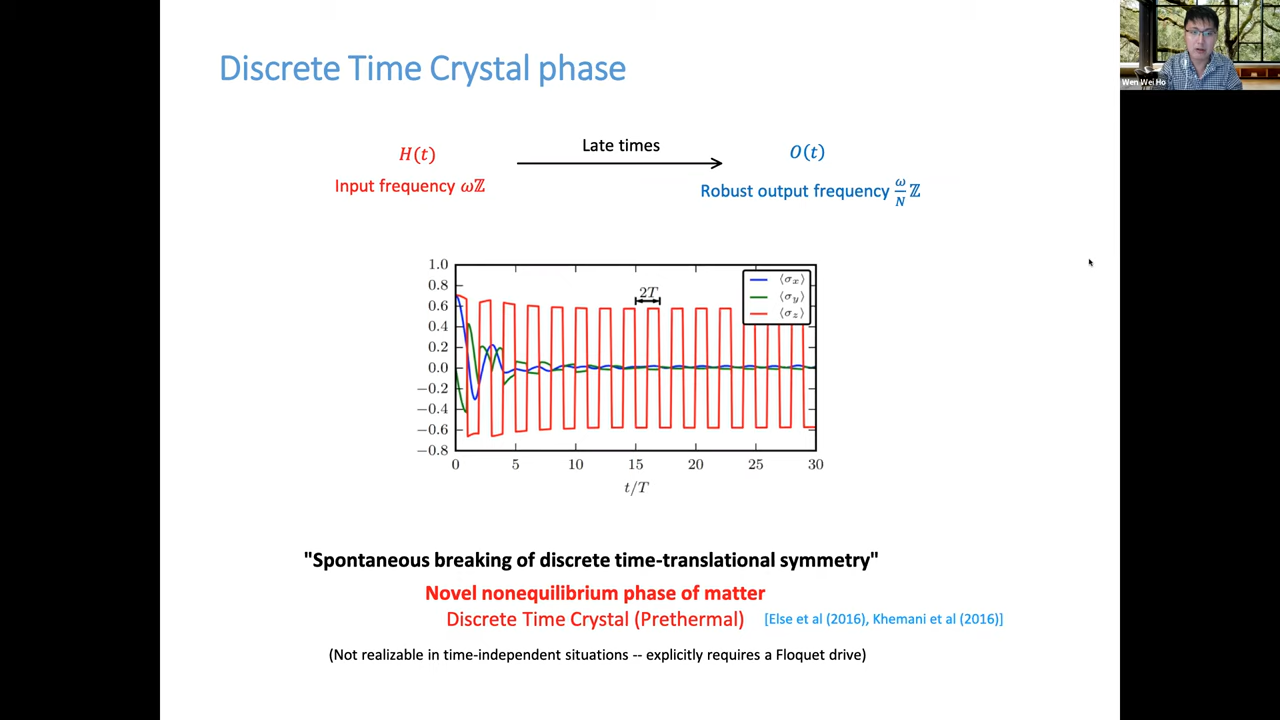 Discrete Time Crystal phase
Wen Wei Ho
H(t)
Late times
O(t)
Input frequency ωℤ
Robust output frequency ω/N ℤ
1.0
0.8
0.6
0.4
0.2
0.0
−0.2
−0.4
−0.6
−0.8
2T
⟨σx⟩
⟨σy⟩
⟨σz⟩
0 5 10 15 20 25 30
t/T
"Spontaneous breaking of discrete time-translational symmetry"
Novel nonequilibrium phase of matter
Discrete Time Crystal (Prethermal) [Else et al (2016), Khemani et al (2016)]
(Not realizable in time-independent situations -- explicitly requires a Floquet drive)